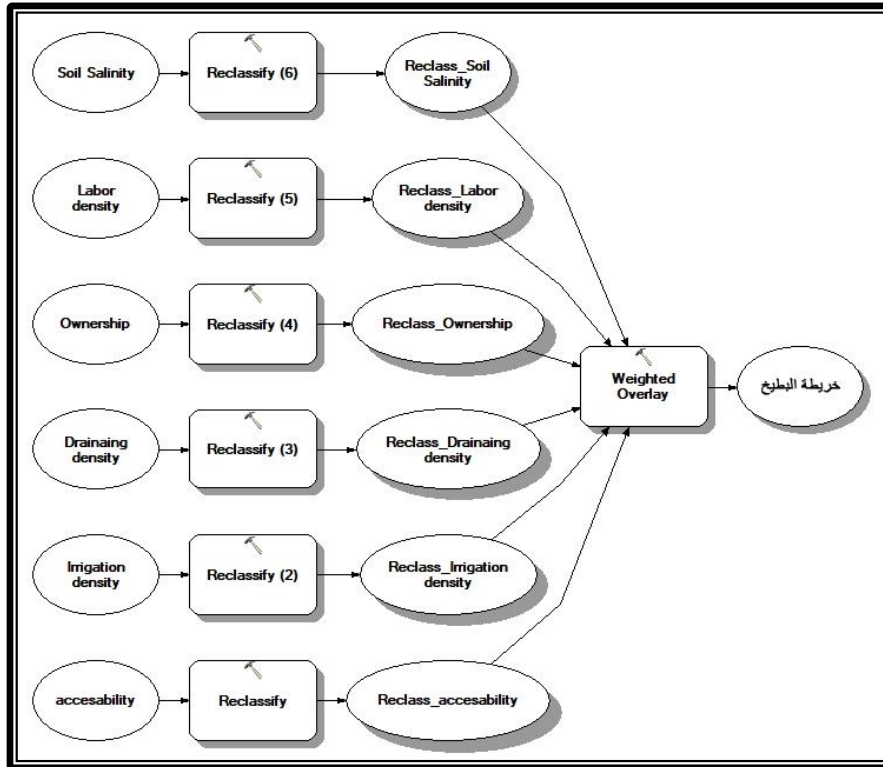 Soil Salinity
Reclassify (6)
Reclass_Soil
Salinity
Labor
density
Reclassify (5)
Reclass_Labor
density
Ownership
Reclassify (4)
Reclass_Ownership
Weighted
Overlay
خريطة البطيخ
Drainaing
density
Reclassify (3)
Reclass_Drainaing
density
Irrigation
density
Reclassify (2)
Reclass_Irrigation
density
accesability
Reclassify
Reclass_accesability